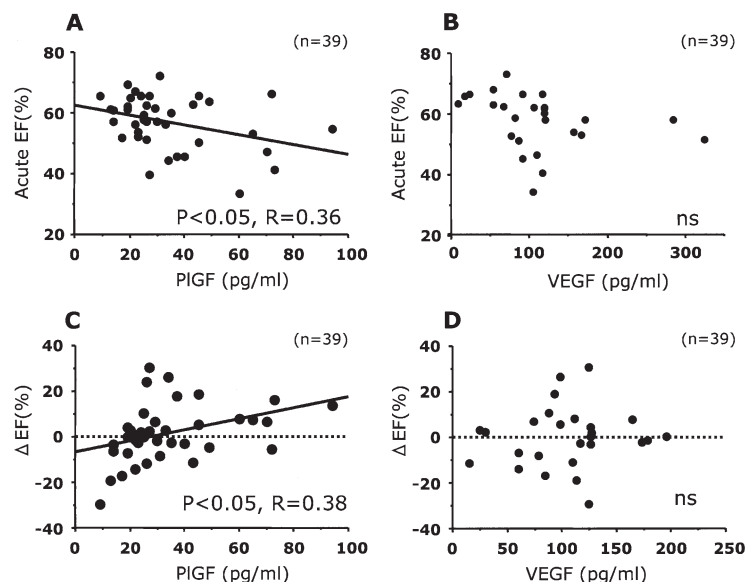 A
(n=39)
80
60
40
20
Acute EF(%)
P<0.05, R=0.36
0 20 40 60 80 100
PlGF (pg/ml)
B
(n=39)
80
60
40
20
Acute EF(%)
ns
0 100 200 300
VEGF (pg/ml)
C
(n=39)
40
20
0
-20
-40
Δ EF(%)
P<0.05, R=0.38
0 20 40 60 80 100
PlGF (pg/ml)
D
(n=39)
40
20
0
-20
-40
Δ EF(%)
ns
0 50 100 150 200 250
VEGF (pg/ml)